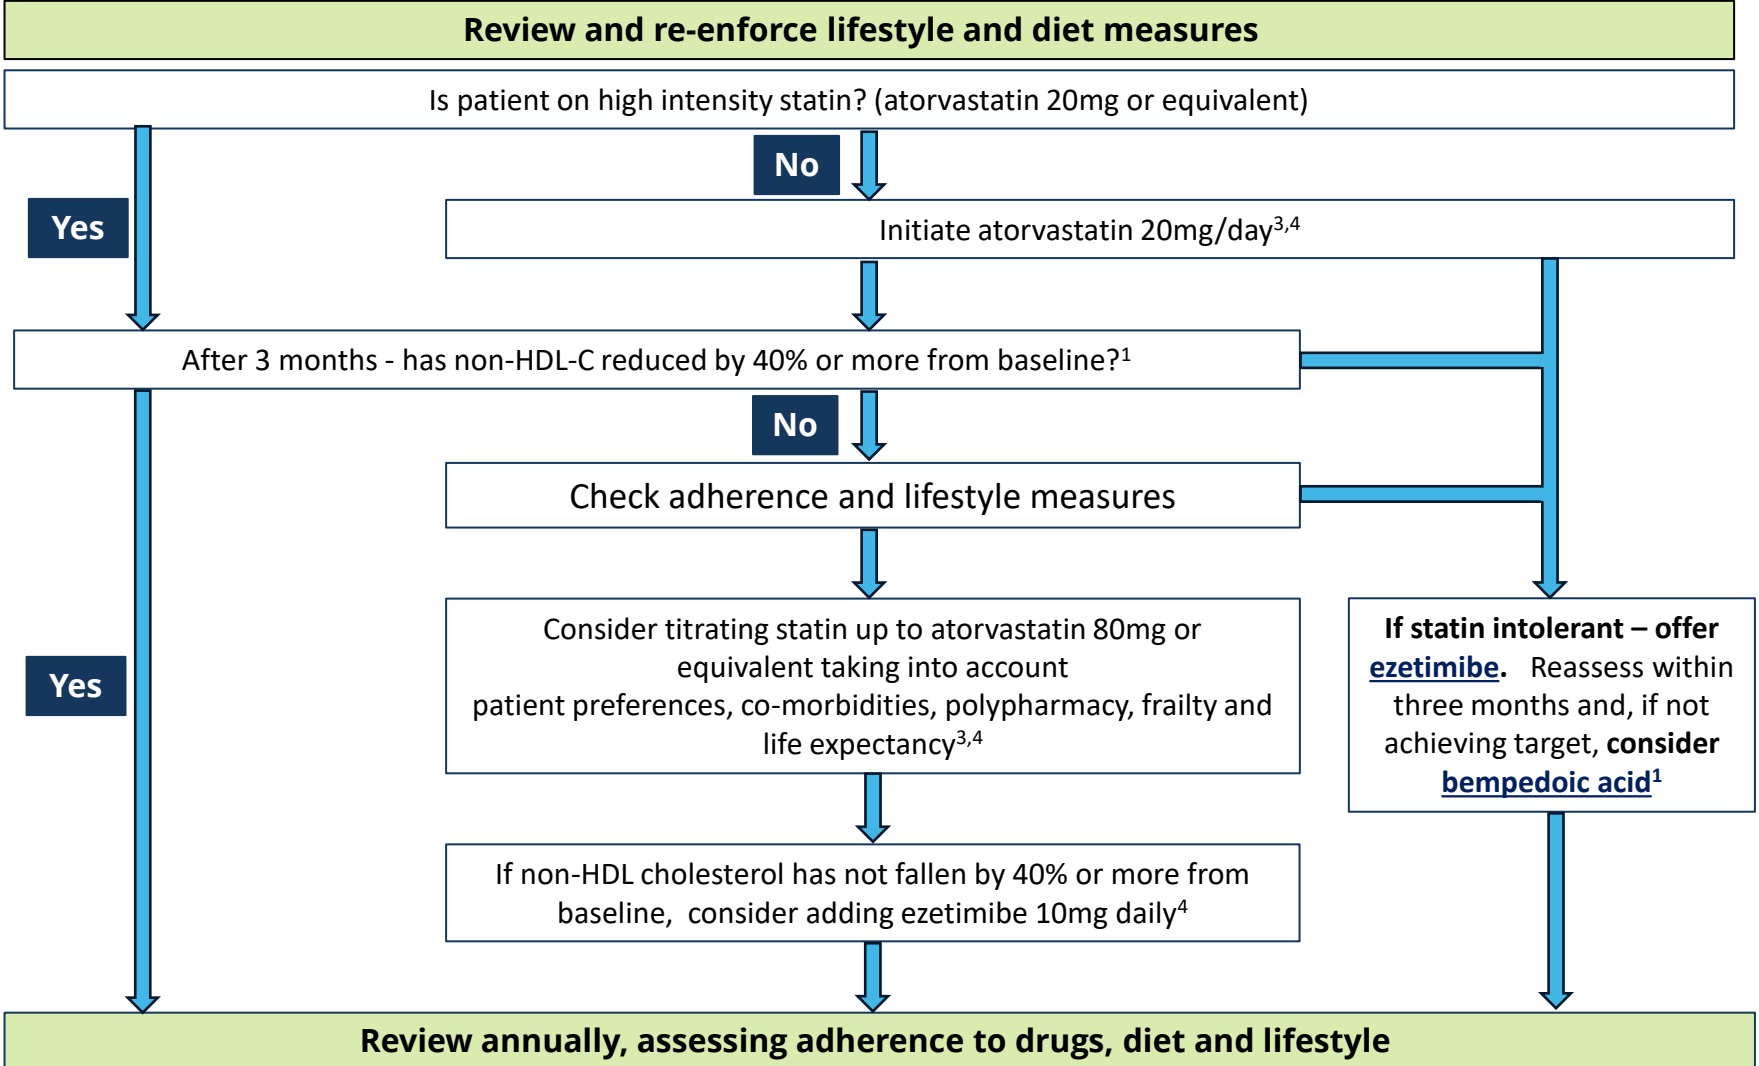 Review and re-enforce lifestyle and diet measures
Is patient on high intensity statin? (atorvastatin 20mg or equivalent)
No
Yes
Initiate atorvastatin 20mg/day3,4
After 3 months - has non-HDL-C reduced by 40% or more from baseline?1
No
Check adherence and lifestyle measures
Consider titrating statin up to atorvastatin 80mg or
equivalent taking into account
patient preferences, co-morbidities, polypharmacy, frailty and
life expectancy3,4
If statin intolerant – offer
ezetimibe. Reassess within
three months and, if not
achieving target, consider
bempedoic acid1
Yes
If non-HDL cholesterol has not fallen by 40% or more from
baseline, consider adding ezetimibe 10mg daily4
Review annually, assessing adherence to drugs, diet and lifestyle